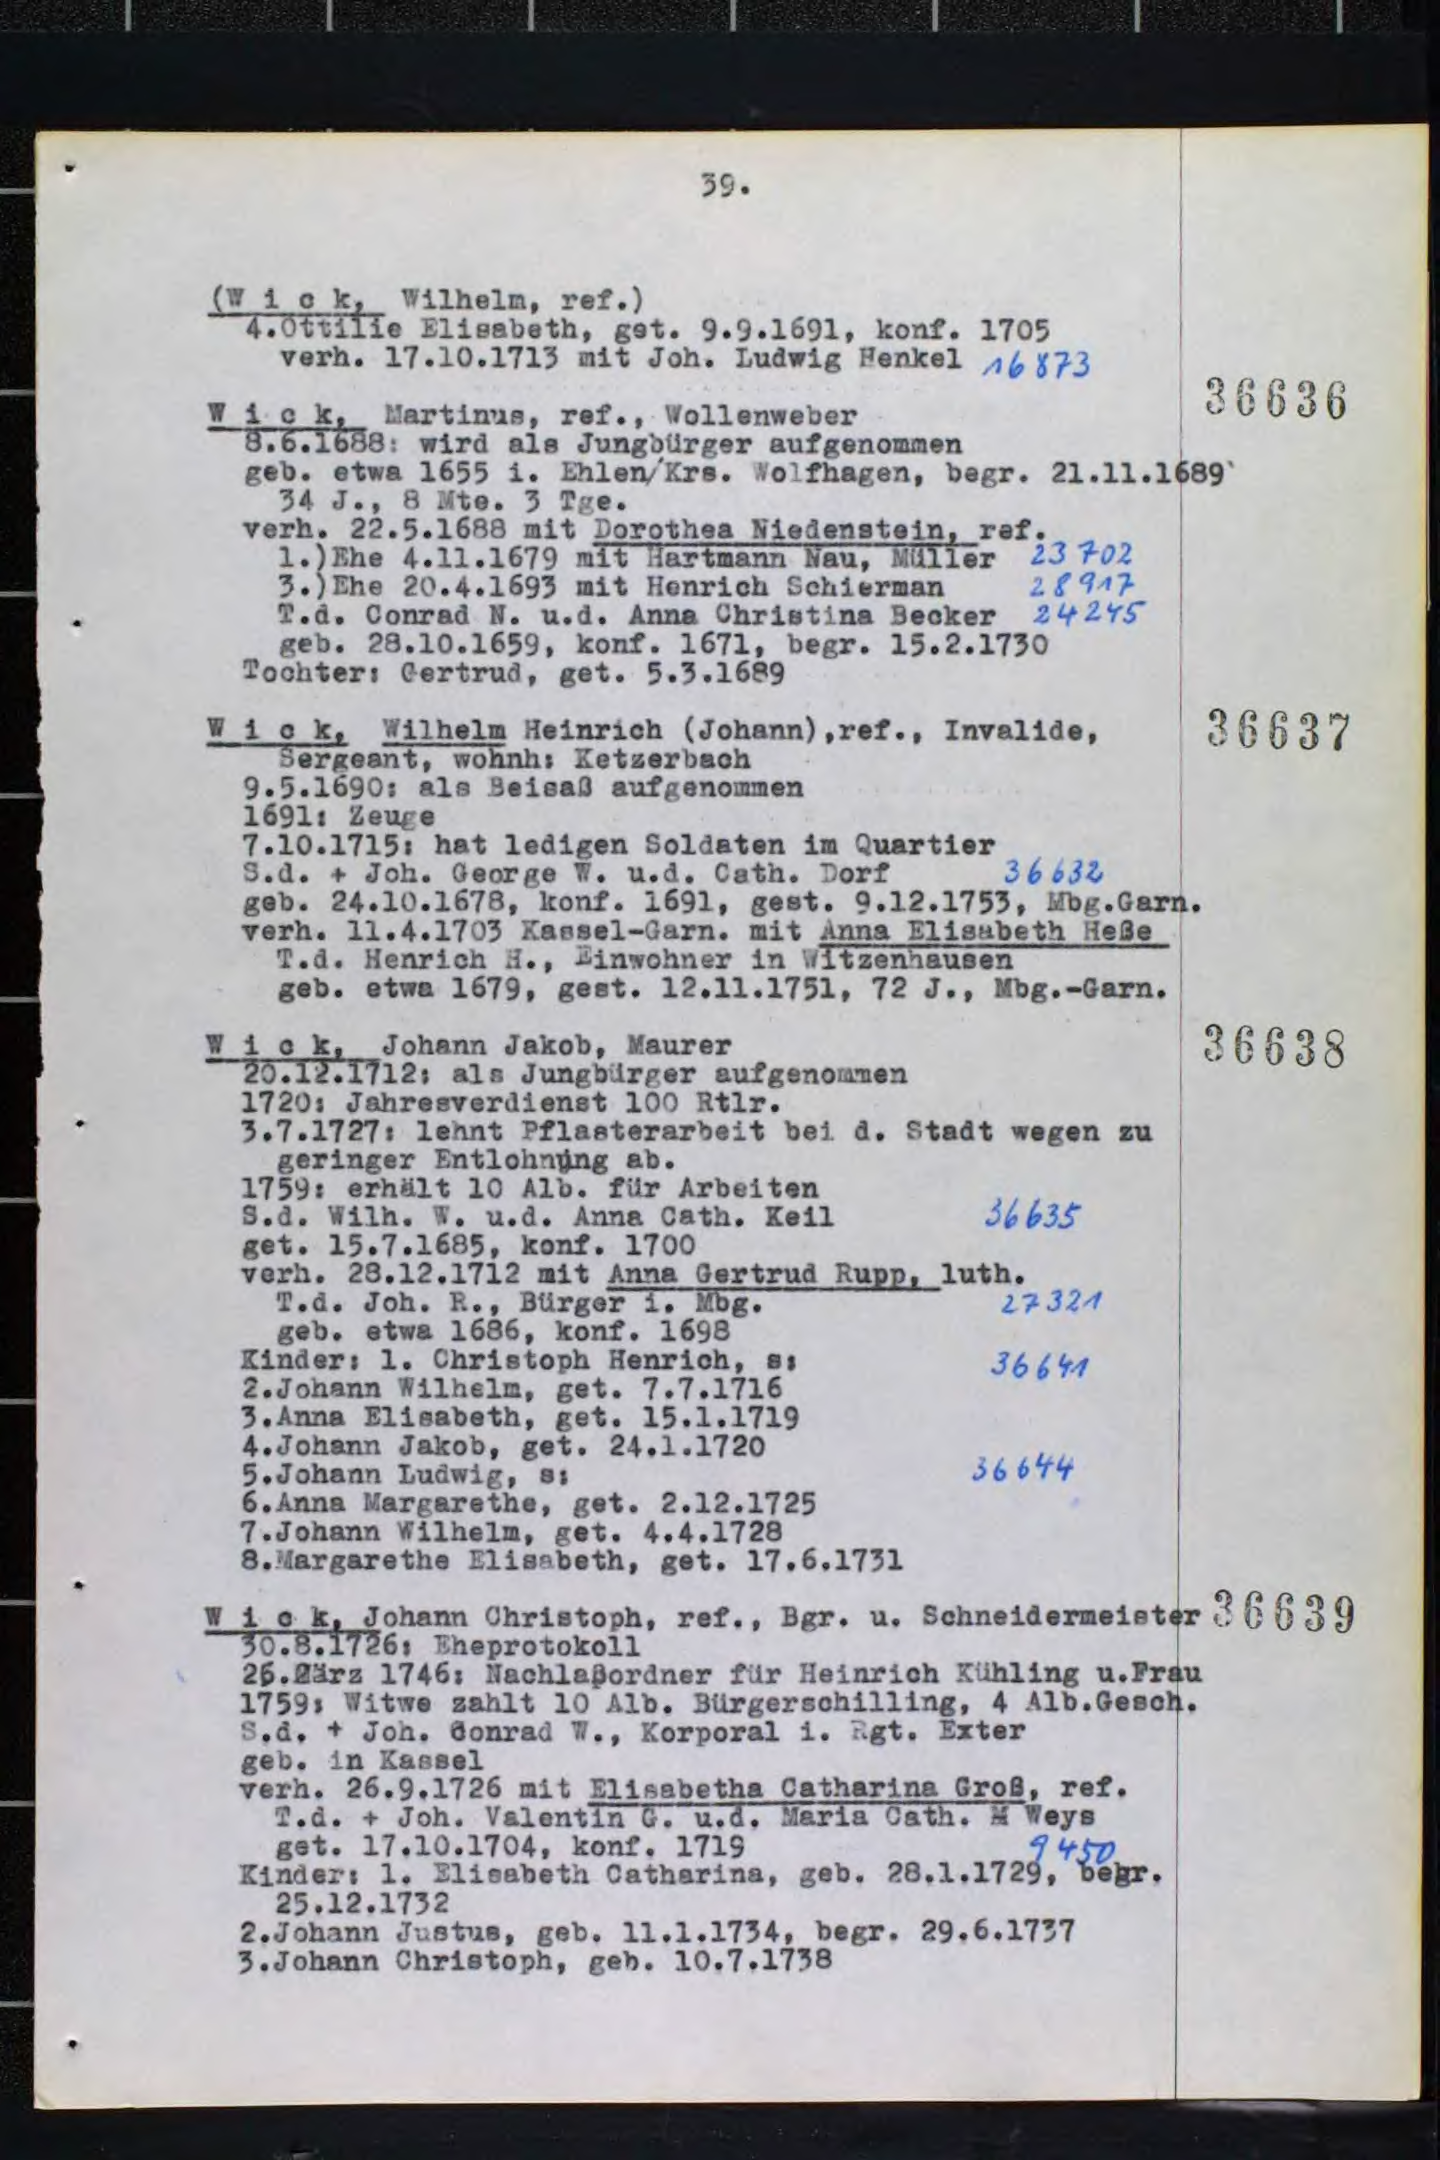 39.
(W i c k, Wilhelm, ref.)
4.Ottilie Elisabeth, get. 9.9.1691, konf. 1705
verh. 17.10.1713 mit Joh. Ludwig Henkel 16873
36636
W i c k, Martinus, ref., Wollenweber
8.6.1688: wird als Jungbürger aufgenommen
geb. etwa 1655 i. Ehlen/Krs. Wolfhagen, begr. 21.11.1689
34 J., 8 Mte. 3 Tge.
verh. 22.5.1688 mit Dorothea Niedenstein, ref.
1.)Ehe 4.11.1679 mit Hartmann Nau, Müller 23702
3.)Ehe 20.4.1693 mit Henrich Schierman 28917
T.d. Conrad N. u.d. Anna Christina Becker 24245
geb. 28.10.1659, konf. 1671, begr. 15.2.1730
Tochter: Gertrud, get. 5.3.1689
W i c k, Wilhelm Heinrich (Johann),ref., Invalide, 36637
Sergeant, wohnh: Ketzerbach
9.5.1690: als Beisaß aufgenommen
1691: Zeuge
7.10.1715: hat ledigen Soldaten im Quartier
S.d. + Joh. George W. u.d. Cath. Dorf 36632
geb. 24.10.1678, konf. 1691, gest. 9.12.1753, Mbg.Garn.
verh. 11.4.1703 Kassel-Garn. mit Anna Elisabeth Heße
T.d. Henrich H., Einwohner in Witzenhausen
geb. etwa 1679, gest. 12.11.1751, 72 J., Mbg.-Garn.
W i c k, Johann Jakob, Maurer 36638
20.12.1712: als Jungbürger aufgenommen
1720: Jahresverdienst 100 Rtlr.
3.7.1727: lehnt Pflasterarbeit bei d. Stadt wegen zu
geringer Entlohnung ab.
1759: erhält 10 Alb. für Arbeiten
S.d. Wilh. W. u.d. Anna Cath. Keil 36635
get. 15.7.1685, konf. 1700
verh. 28.12.1712 mit Anna Gertrud Rupp, luth.
T.d. Joh. R., Bürger i. Mbg. 27321
geb. etwa 1686, konf. 1698
Kinder: 1. Christoph Henrich, s: 36641
2.Johann Wilhelm, get. 7.7.1716
3.Anna Elisabeth, get. 15.1.1719
4.Johann Jakob, get. 24.1.1720
5.Johann Ludwig, s: 36644
6.Anna Margarethe, get. 2.12.1725
7.Johann Wilhelm, get. 4.4.1728
8.Margarethe Elisabeth, get. 17.6.1731
W i c k, Johann Christoph, ref., Bgr. u. Schneidermeister 36639
30.8.1726: Eheprotokoll
26.März 1746: Nachlaßordner für Heinrich Kühling u.Frau
1759: Witwe zahlt 10 Alb. Bürgerschilling, 4 Alb.Gesch.
S.d. + Joh. Conrad W., Korporal i. Rgt. Exter
geb. in Kassel
verh. 26.9.1726 mit Elisabetha Catharina Groß, ref.
T.d. + Joh. Valentin G. u.d. Maria Cath. M Weys
get. 17.10.1704, konf. 1719 9450
Kinder: 1. Elisabeth Catharina, geb. 28.1.1729, begr.
25.12.1732
2.Johann Justus, geb. 11.1.1734, begr. 29.6.1737
3.Johann Christoph, geb. 10.7.1738